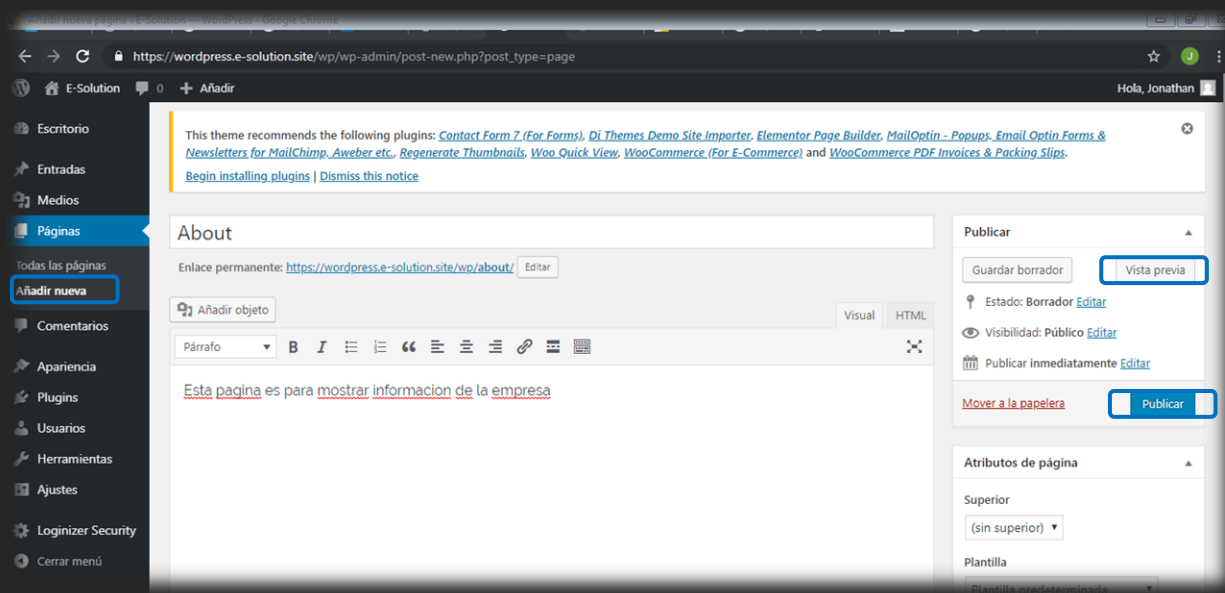 Añadir nueva página ‹ E-Solution — WordPress - Google Chrome
https://wordpress.e-solution.site/wp/wp-admin/post-new.php?post_type=page
J
E-Solution 0 + Añadir
Hola, Jonathan
Escritorio
Entradas
Medios
Páginas
Todas las páginas
Añadir nueva
Comentarios
Apariencia
Plugins
Usuarios
Herramientas
Ajustes
Loginizer Security
Cerrar menú
This theme recommends the following plugins: Contact Form 7 (For Forms), Di Themes Demo Site Importer, Elementor Page Builder, MailOptin - Popups, Email Optin Forms &
Newsletters for MailChimp, Aweber etc., Regenerate Thumbnails, Woo Quick View, WooCommerce (For E-Commerce) and WooCommerce PDF Invoices & Packing Slips.
Begin installing plugins | Dismiss this notice
About
Enlace permanente: https://wordpress.e-solution.site/wp/about/ Editar
Añadir objeto
Visual HTML
Párrafo B I
Esta pagina es para mostrar informacion de la empresa
Publicar
Guardar borrador Vista previa
Estado: Borrador Editar
Visibilidad: Público Editar
Publicar inmediatamente Editar
Mover a la papelera Publicar
Atributos de página
Superior
(sin superior)
Plantilla
Plantilla predeterminada